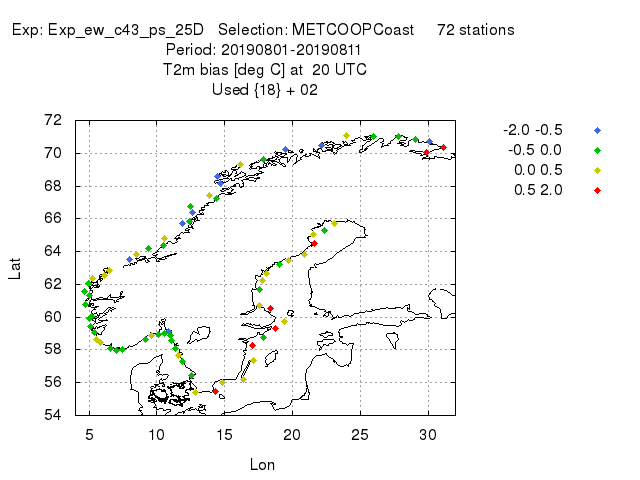 Exp: Exp_ew_c43_ps_25D Selection: METCOOPCoast 72 stations
Period: 20190801-20190811
T2m bias [deg C] at 20 UTC
Used {18} + 02
72
70
68
66
64
62
60
58
56
54
5 10 15 20 25 30
Lat
Lon
-2.0 -0.5
-0.5 0.0
0.0 0.5
0.5 2.0